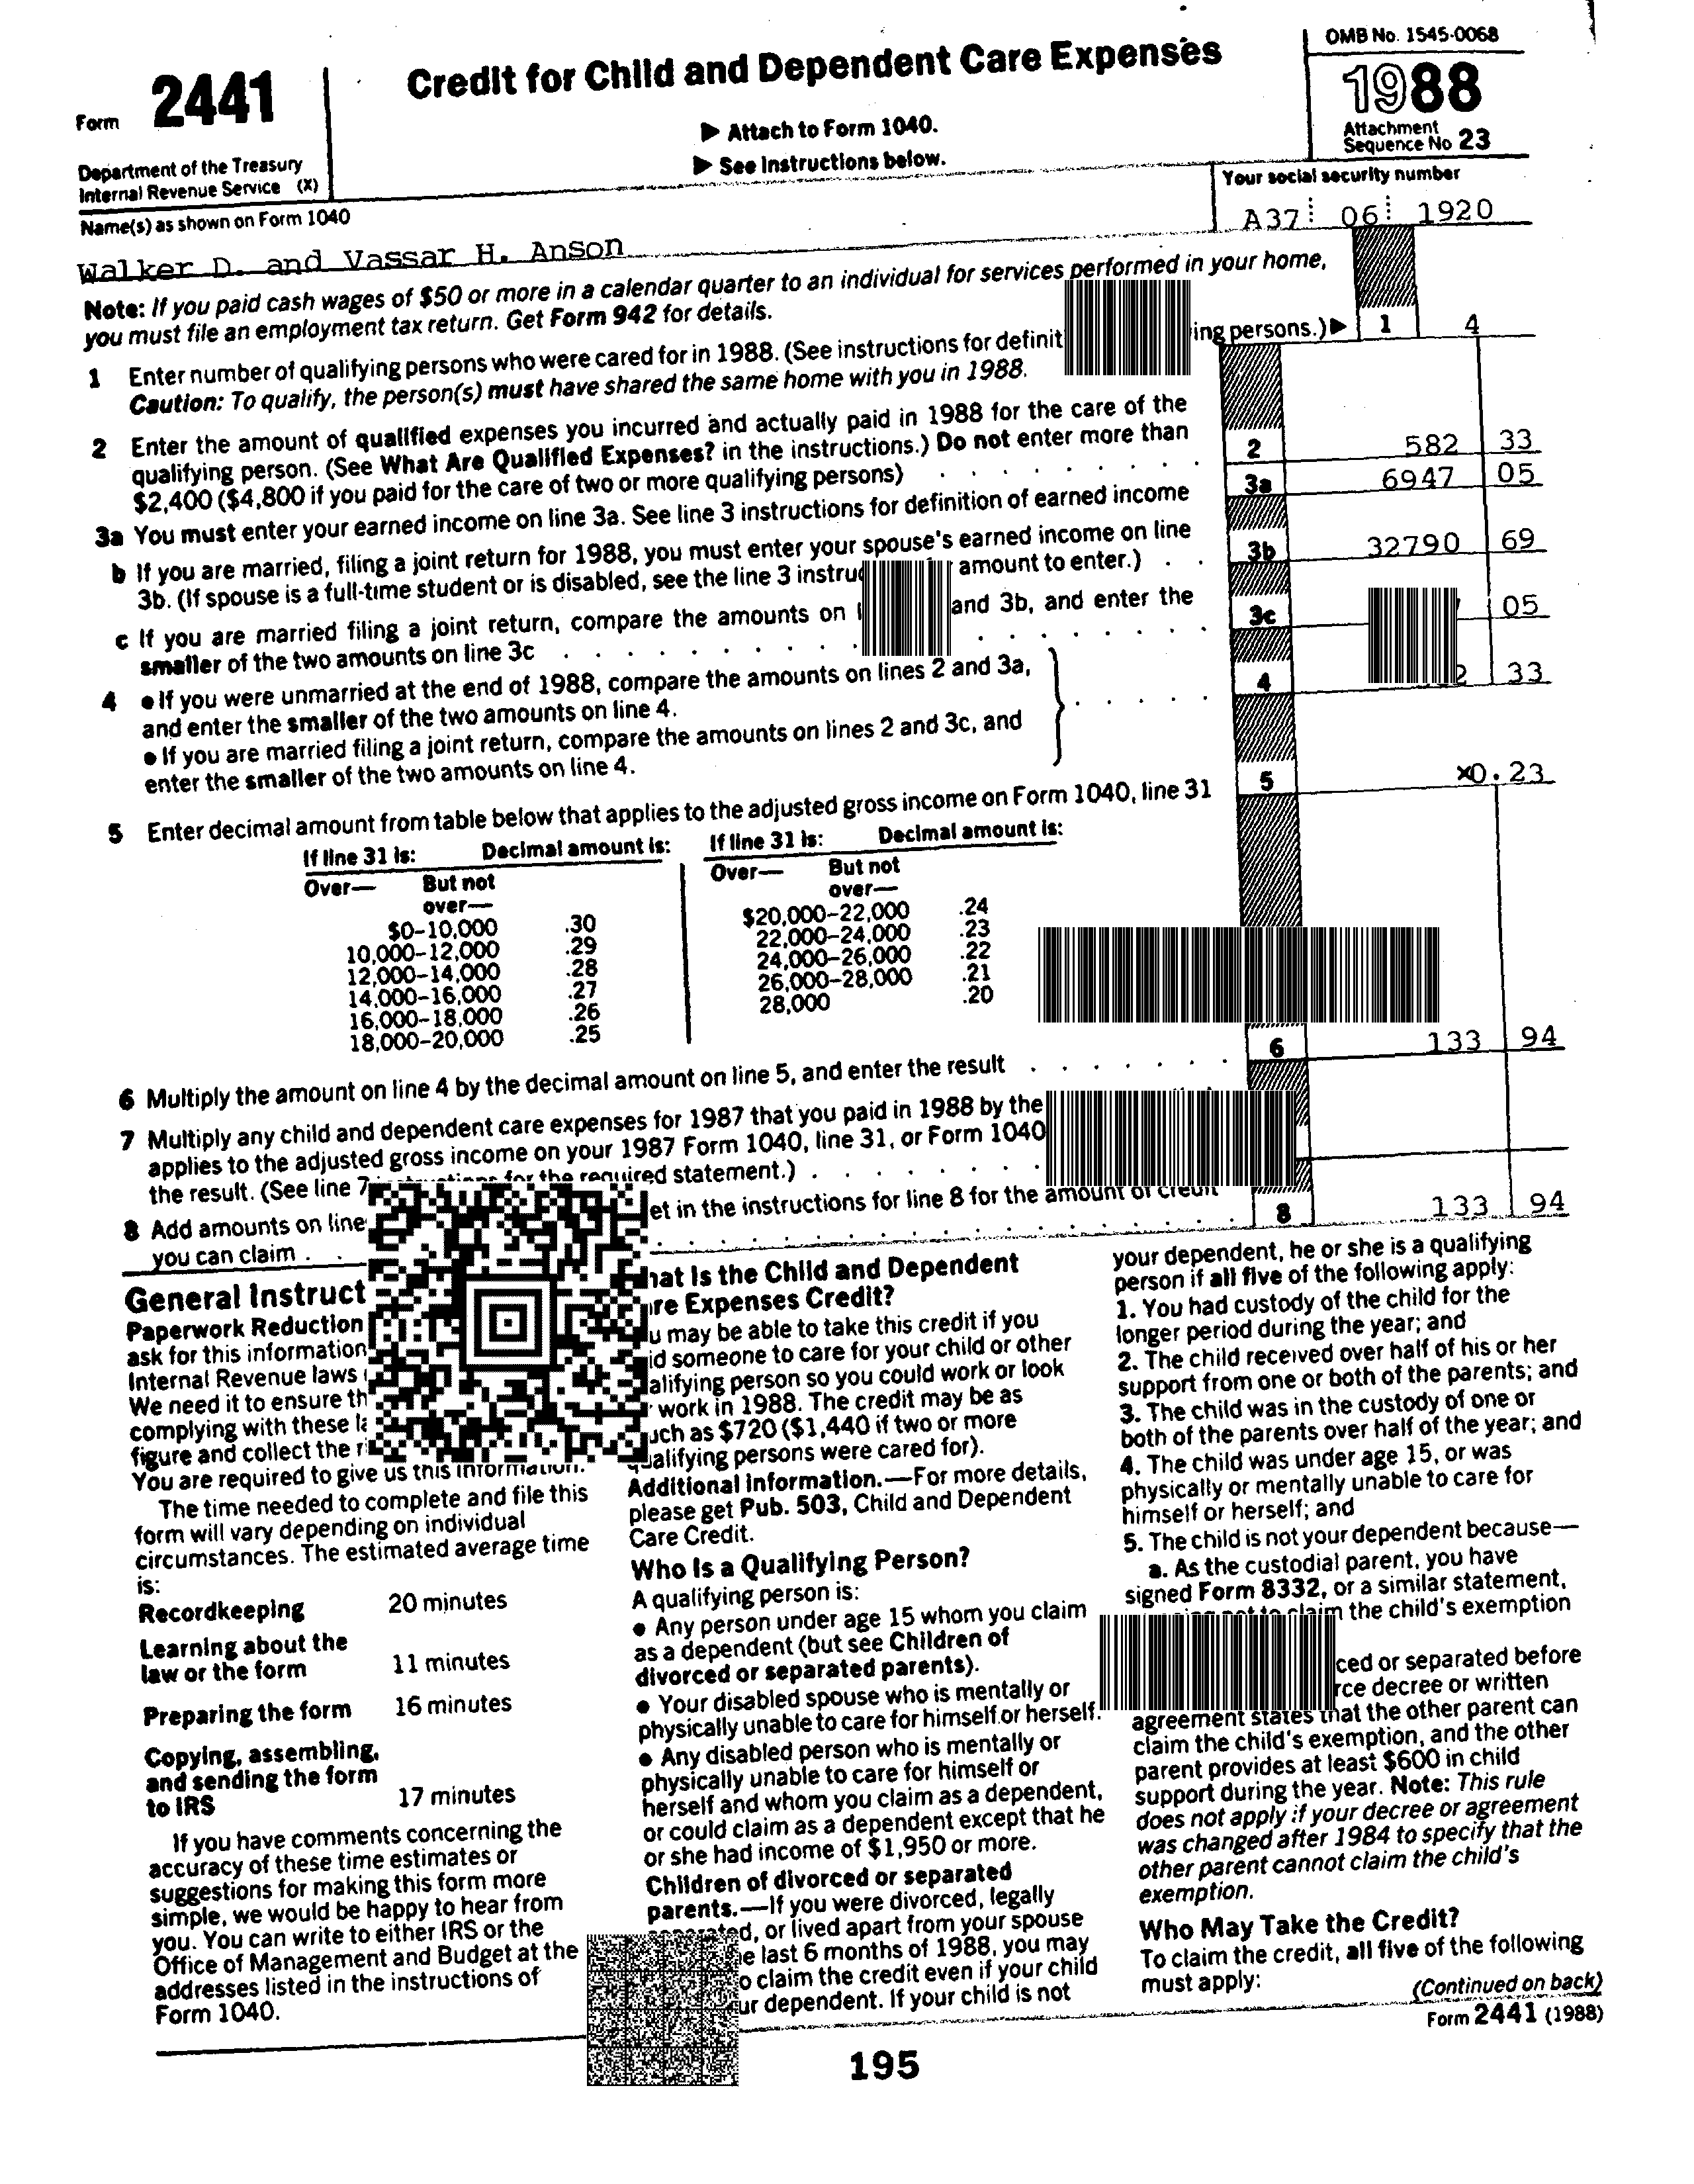 Form 2441
Credit for Child and Dependent Care Expenses
▶ Attach to Form 1040.
▶ See Instructions below.
OMB No. 1545-0068
1988
Attachment
Sequence No 23
Department of the Treasury
Internal Revenue Service (X)
Name(s) as shown on Form 1040
Your social security number
Walker D. and Vassar H. Anson
A37 06 1920
Note: If you paid cash wages of $50 or more in a calendar quarter to an individual for services performed in your home,
you must file an employment tax return. Get Form 942 for details.
1 Enter number of qualifying persons who were cared for in 1988. (See instructions for persons.) ▶ 1 4
Caution: To qualify, the person(s) must have shared the same home with you in 1988.
2 Enter the amount of qualified expenses you incurred and actually paid in 1988 for the care of the
qualifying person. (See What Are Qualified Expenses? in the instructions.) Do not enter more than
$2,400 ($4,800 if you paid for the care of two or more qualifying persons) 2 582 33
3a You must enter your earned income on line 3a. See line 3 instructions for definition of earned income 3a 6947 05
b If you are married, filing a joint return for 1988, you must enter your spouse's earned income on line
3b. (If spouse is a full-time student or is disabled, see the line 3 amount to enter.) 3b 32790 69
c If you are married filing a joint return, compare the amounts on and 3b, and enter the
smaller of the two amounts on line 3c 3c 05
4 ● If you were unmarried at the end of 1988, compare the amounts on lines 2 and 3a,
and enter the smaller of the two amounts on line 4.
● If you are married filing a joint return, compare the amounts on lines 2 and 3c, and
enter the smaller of the two amounts on line 4.
4 33
5 Enter decimal amount from table below that applies to the adjusted gross income on Form 1040, line 31 5 ×0.23
If line 31 is: Decimal amount is: If line 31 is: Decimal amount is:
Over— But not over— Over— But not over—
$0–10,000 .30 $20,000–22,000 .24
10,000–12,000 .29 22,000–24,000 .23
12,000–14,000 .28 24,000–26,000 .22
14,000–16,000 .27 26,000–28,000 .21
16,000–18,000 .26 28,000 .20
18,000–20,000 .25
6 Multiply the amount on line 4 by the decimal amount on line 5, and enter the result 6 133 94
7 Multiply any child and dependent care expenses for 1987 that you paid in 1988 by the
applies to the adjusted gross income on your 1987 Form 1040, line 31, or Form 1040
the result. (See line 7 for the required statement.)
8 Add amounts on in the instructions for line 8 for the amount of credit
you can claim 8 133 94
General
Paperwork Reduction
ask for this information
Internal Revenue laws
We need it to ensure
complying with these
figure and collect the
You are required to give us this information.
The time needed to complete and file this
form will vary depending on individual
circumstances. The estimated average time
is:
Recordkeeping 20 minutes
Learning about the
law or the form 11 minutes
Preparing the form 16 minutes
Copying, assembling,
and sending the form
to IRS 17 minutes
If you have comments concerning the
accuracy of these time estimates or
suggestions for making this form more
simple, we would be happy to hear from
you. You can write to either IRS or the
Office of Management and Budget at the
addresses listed in the instructions of
Form 1040.
Is the Child and Dependent
Expenses Credit?
may be able to take this credit if you
someone to care for your child or other
person so you could work or look
work in 1988. The credit may be as
as $720 ($1,440 if two or more
qualifying persons were cared for).
Additional Information.—For more details,
please get Pub. 503, Child and Dependent
Care Credit.
Who Is a Qualifying Person?
A qualifying person is:
● Any person under age 15 whom you claim
as a dependent (but see Children of
divorced or separated parents).
● Your disabled spouse who is mentally or
physically unable to care for himself or herself.
● Any disabled person who is mentally or
physically unable to care for himself or
herself and whom you claim as a dependent,
or could claim as a dependent except that he
or she had income of $1,950 or more.
Children of divorced or separated
parents.—If you were divorced, legally
or lived apart from your spouse
last 6 months of 1988, you may
claim the credit even if your child
dependent. If your child is not
your dependent, he or she is a qualifying
person if all five of the following apply:
1. You had custody of the child for the
longer period during the year; and
2. The child received over half of his or her
support from one or both of the parents; and
3. The child was in the custody of one or
both of the parents over half of the year; and
4. The child was under age 15, or was
physically or mentally unable to care for
himself or herself; and
5. The child is not your dependent because—
a. As the custodial parent, you have
signed Form 8332, or a similar statement,
claim the child's exemption
or separated before
decree or written
agreement states that the other parent can
claim the child's exemption, and the other
parent provides at least $600 in child
support during the year. Note: This rule
does not apply if your decree or agreement
was changed after 1984 to specify that the
other parent cannot claim the child's
exemption.
Who May Take the Credit?
To claim the credit, all five of the following
must apply:
(Continued on back)
Form 2441 (1988)
195